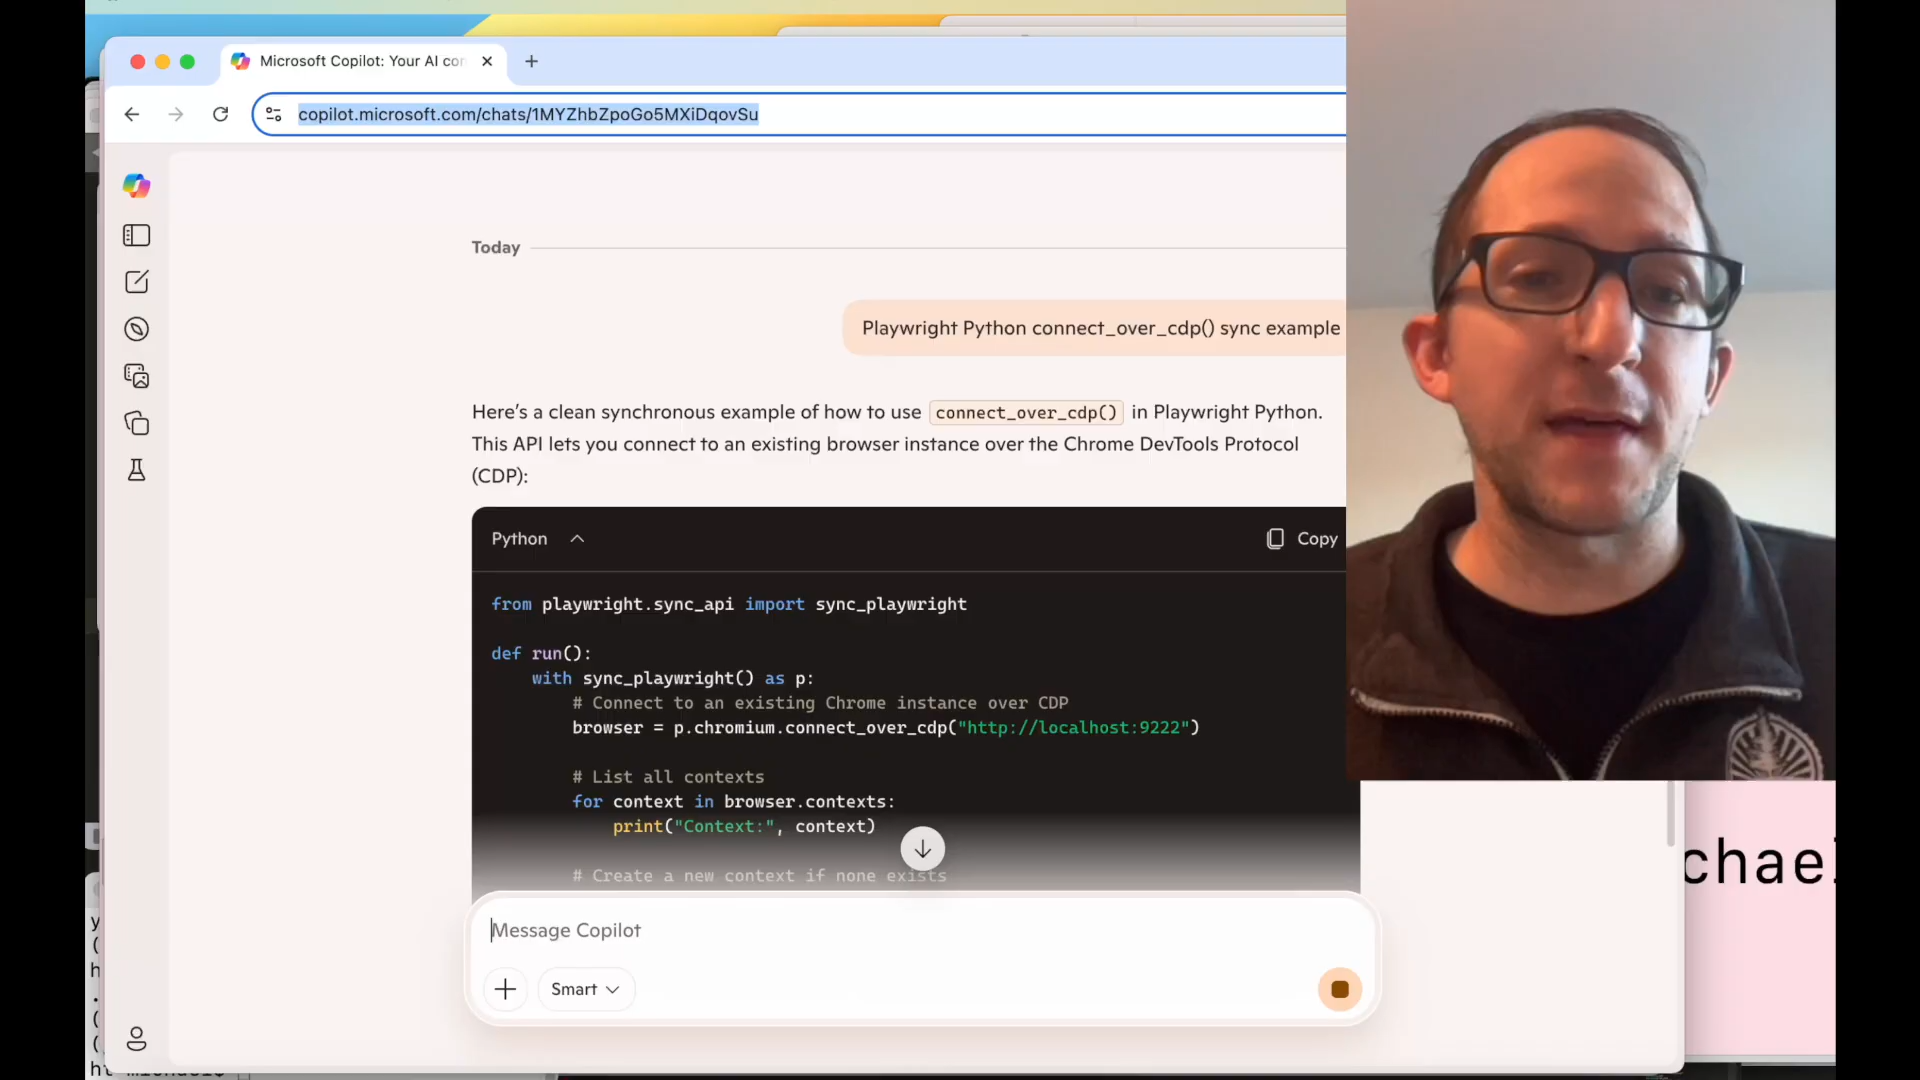 Microsoft Copilot: Your AI con
copilot.microsoft.com/chats/1MYZhbZpoGo5MXiDqovSu
Today
Playwright Python connect_over_cdp() sync example
Here's a clean synchronous example of how to use connect_over_cdp() in Playwright Python.
This API lets you connect to an existing browser instance over the Chrome DevTools Protocol
(CDP):
Python
Copy
from playwright.sync_api import sync_playwright
def run():
with sync_playwright() as p:
# Connect to an existing Chrome instance over CDP
browser = p.chromium.connect_over_cdp("http://localhost:9222")
# List all contexts
for context in browser.contexts:
print("Context:", context)
# Create a new context if none exists
Message Copilot
Smart
chael
y
(
h
.
(
(